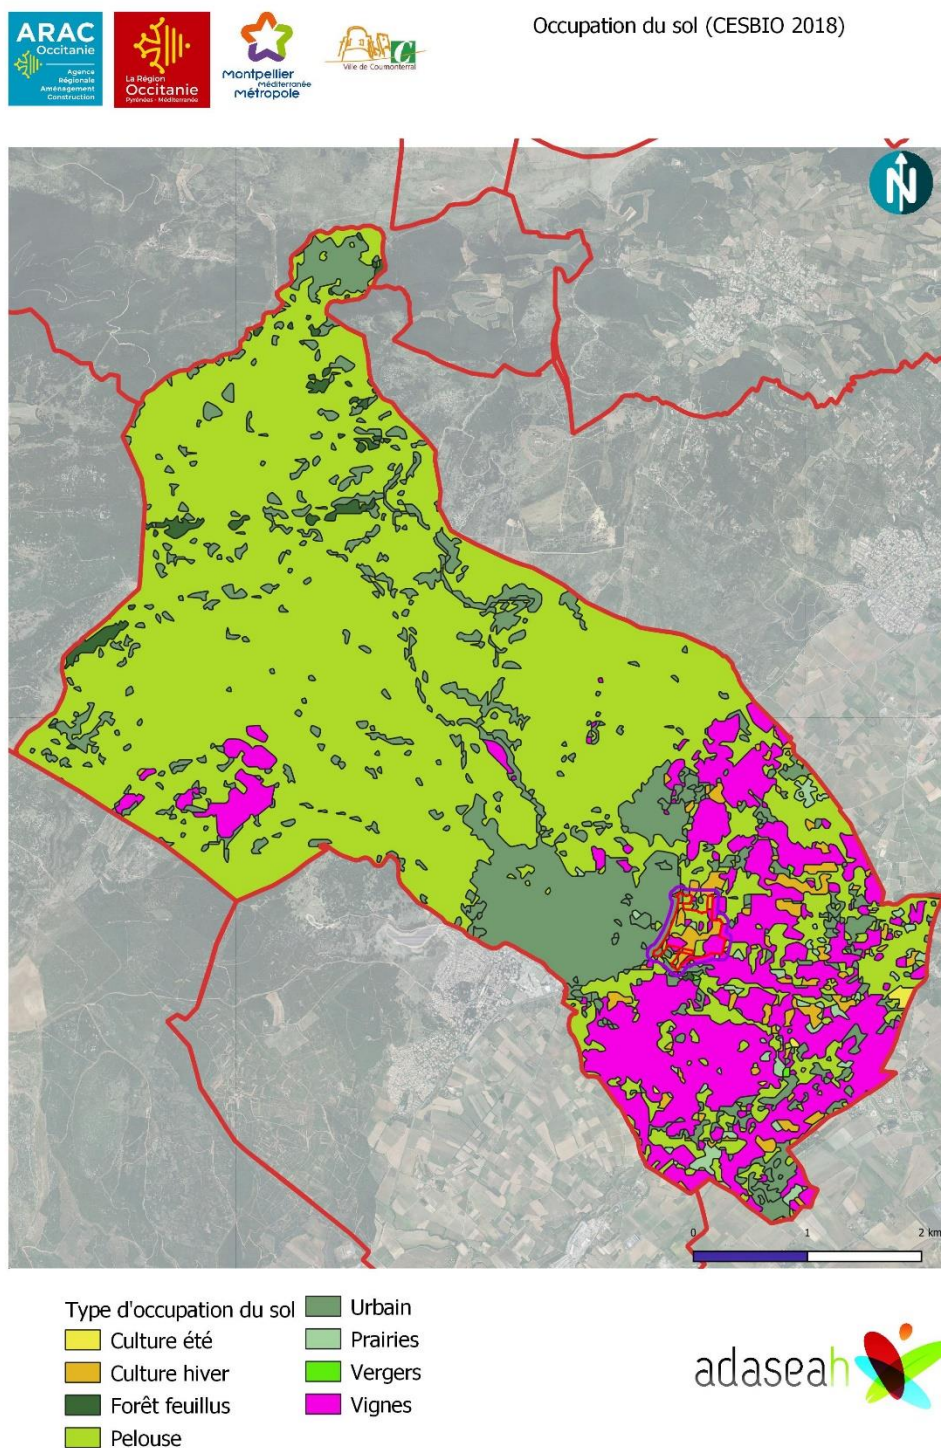 ARAC
Occitanie
Agence
Régionale
Aménagement
Construction
La Région
Occitanie
Pyrénées - Méditerranée
Montpellier
Méditerranée
Métropole
Ville de Cournonterral
Occupation du sol (CESBIO 2018)
N
0 1 2 km
Type d'occupation du sol
Culture été
Culture hiver
Forêt feuillus
Pelouse
Urbain
Prairies
Vergers
Vignes
adaseah